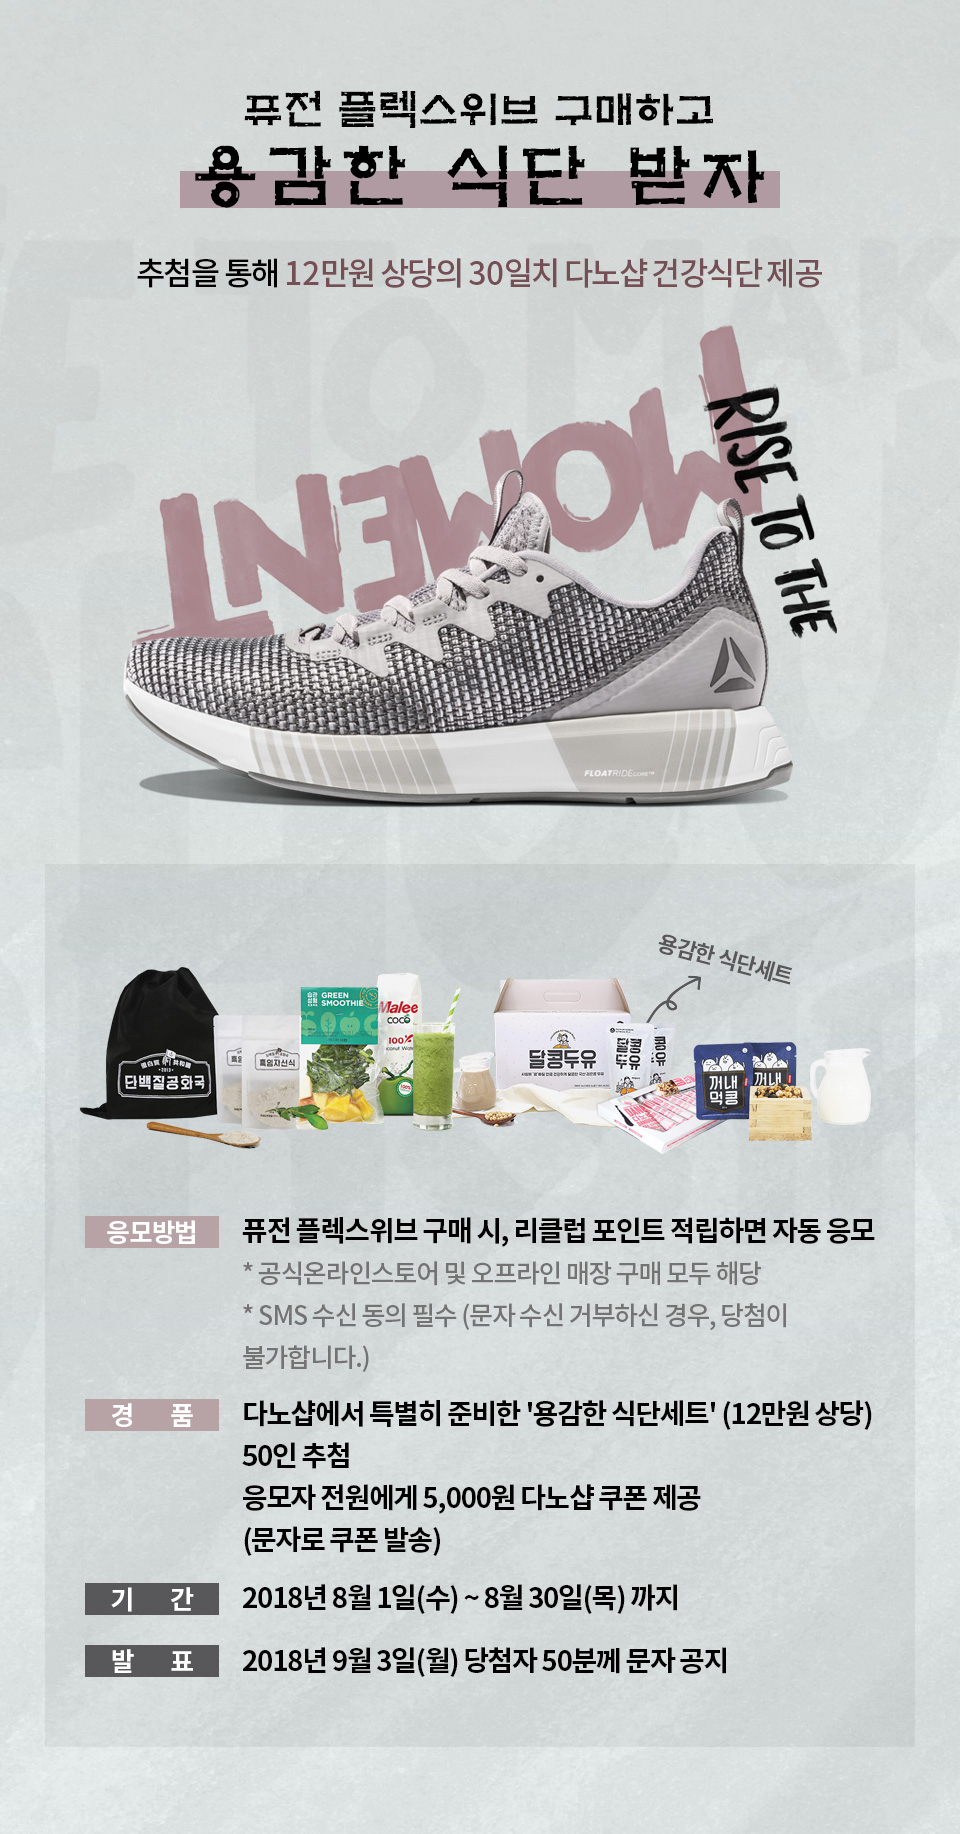 퓨전 플렉스위브 구매하고
용감한 식단 받자
추첨을 통해 12만원 상당의 30일치 다노샵 건강식단 제공
MOMENT
RISE TO THE
FLOATRIDECORE™
용감한 식단세트
GREEN
SMOOTHIE
Malee
COCO
100%
Coconut Water
단백질공화국
흑임자선식
달콩두유
달콩
두유
꺼내
먹콩
꺼내
응모방법
퓨전 플렉스위브 구매 시, 리클럽 포인트 적립하면 자동 응모
* 공식온라인스토어 및 오프라인 매장 구매 모두 해당
* SMS 수신 동의 필수 (문자 수신 거부하신 경우, 당첨이
불가합니다.)
경 품
다노샵에서 특별히 준비한 '용감한 식단세트' (12만원 상당)
50인 추첨
응모자 전원에게 5,000원 다노샵 쿠폰 제공
(문자로 쿠폰 발송)
기 간
2018년 8월 1일(수) ~ 8월 30일(목) 까지
발 표
2018년 9월 3일(월) 당첨자 50분께 문자 공지